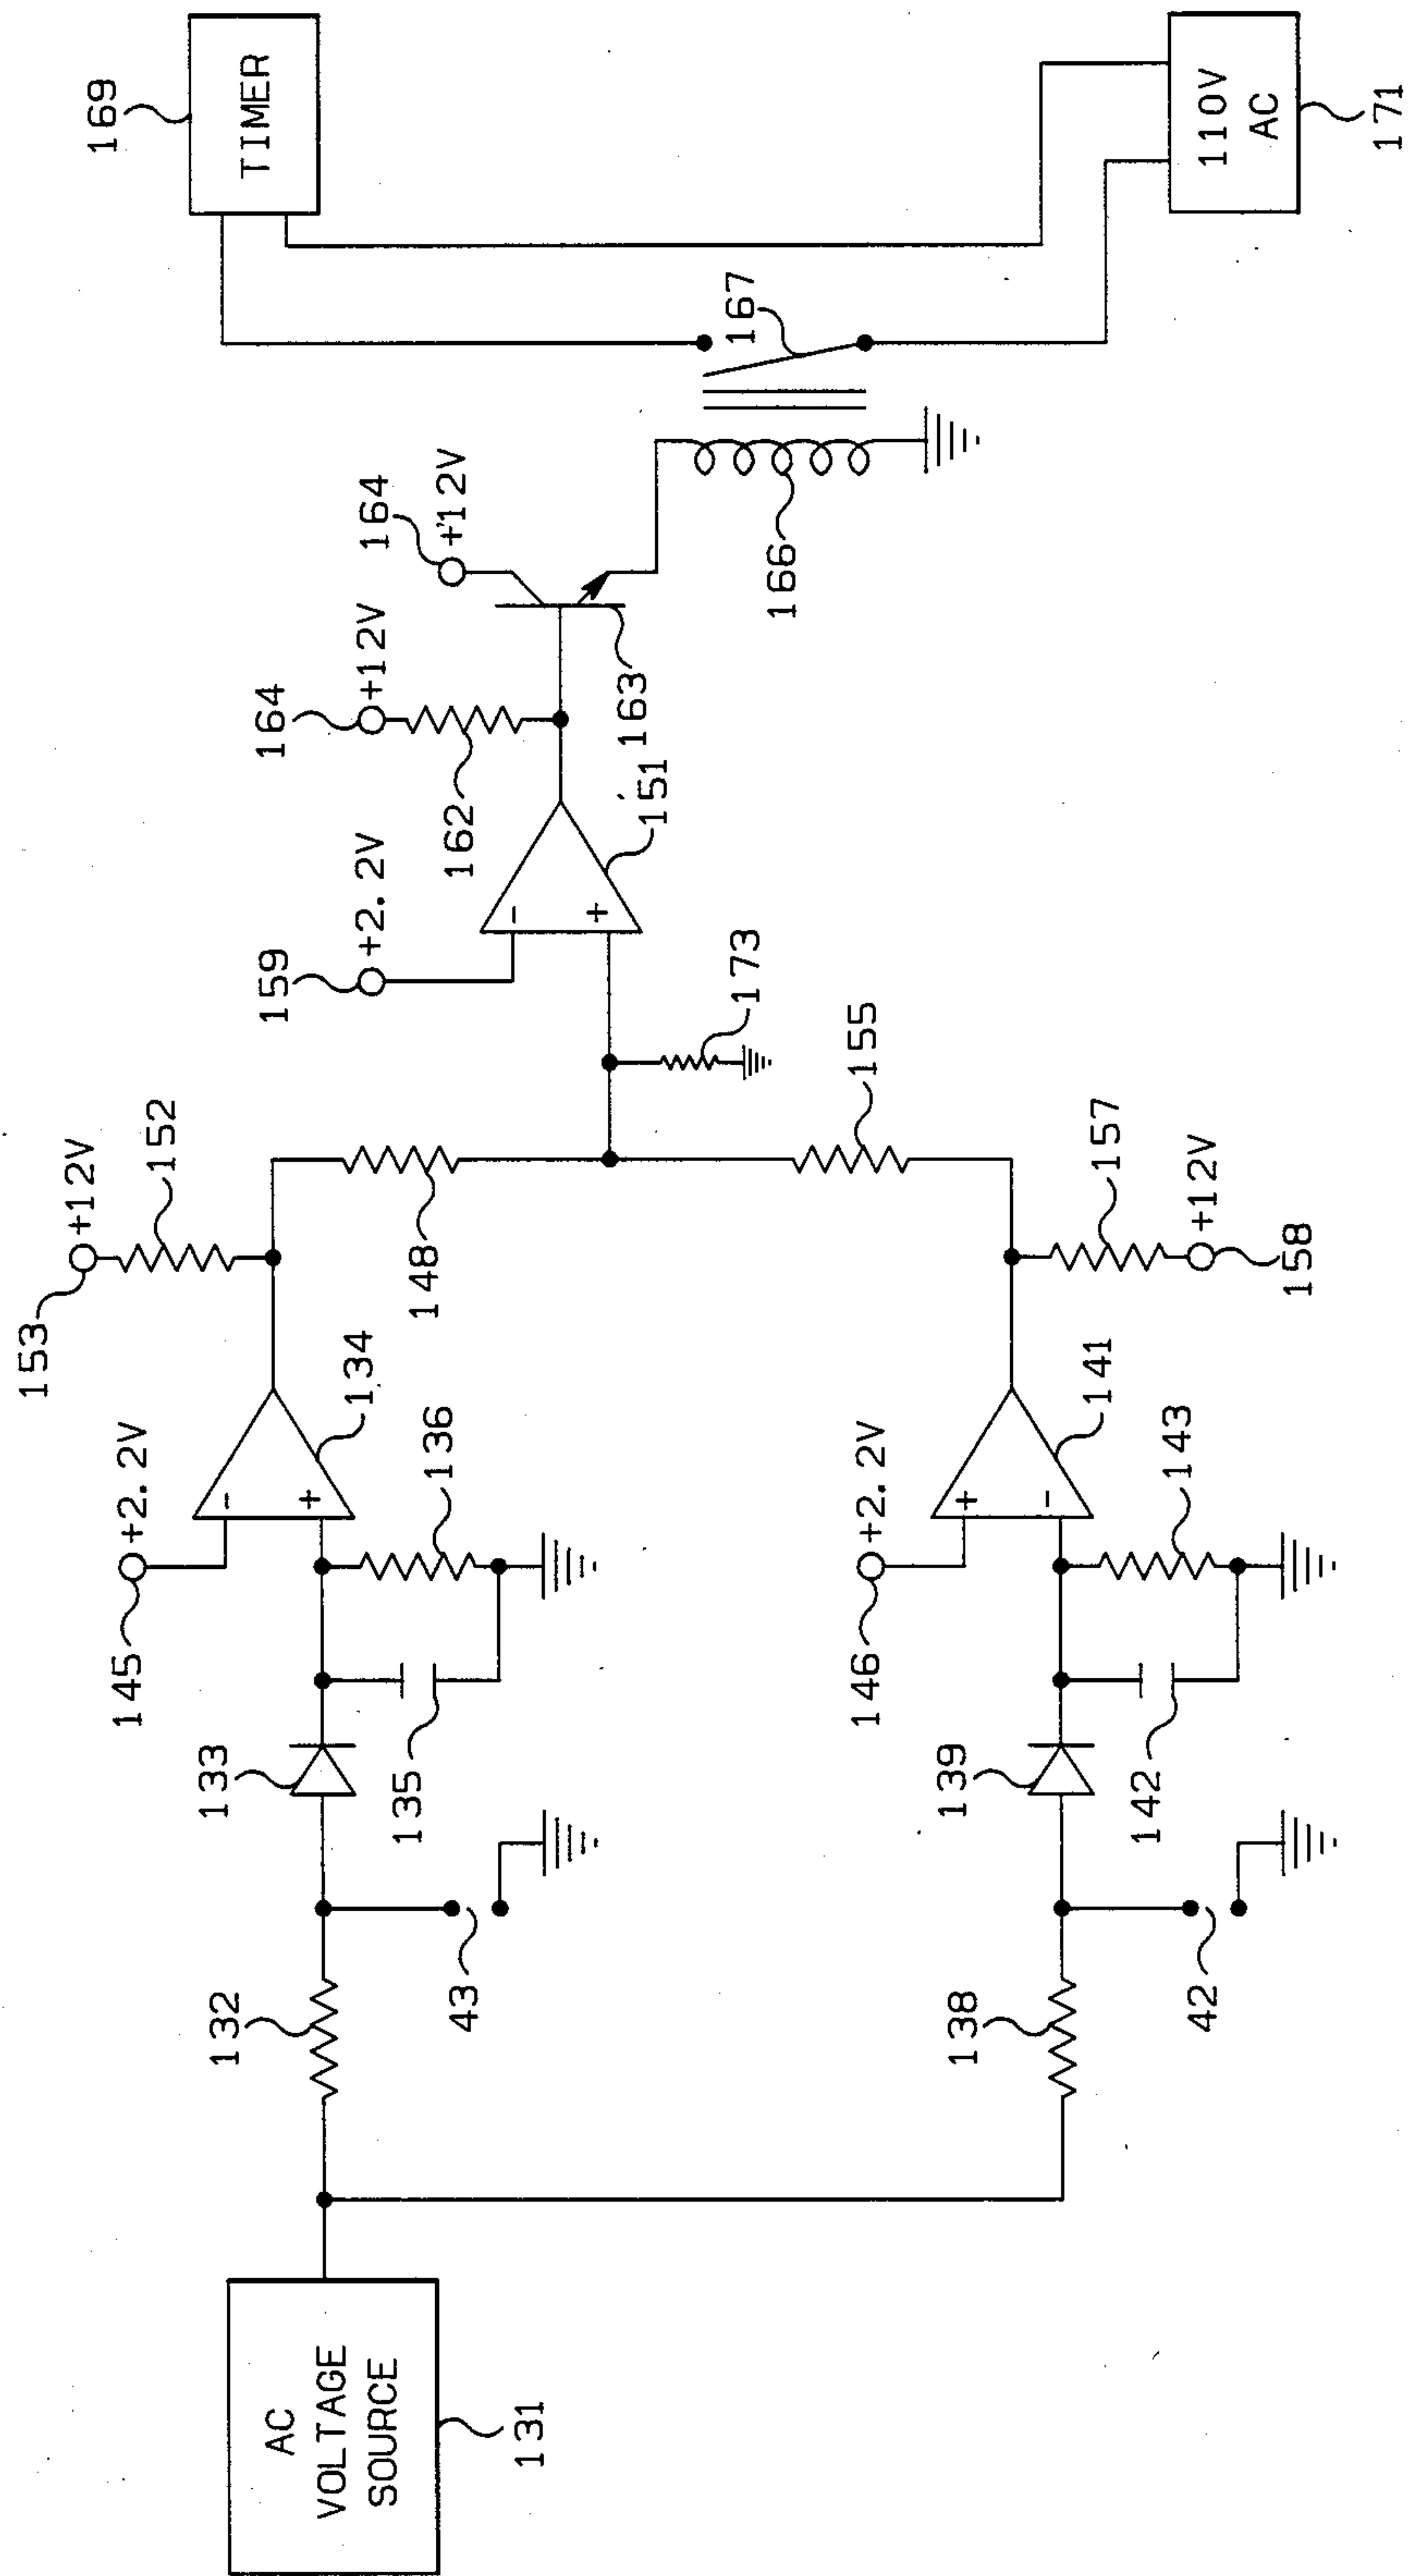 AC
VOLTAGE
SOURCE
131
132
43
133
135
145
+2.2V
-
+
134
136
153
+12V
152
148
138
42
139
142
146
+2.2V
+
-
141
143
157
+12V
158
155
173
159
+2.2V
-
+
151
162
164
+12V
163
164
+12V
166
167
169
TIMER
110V
AC
171